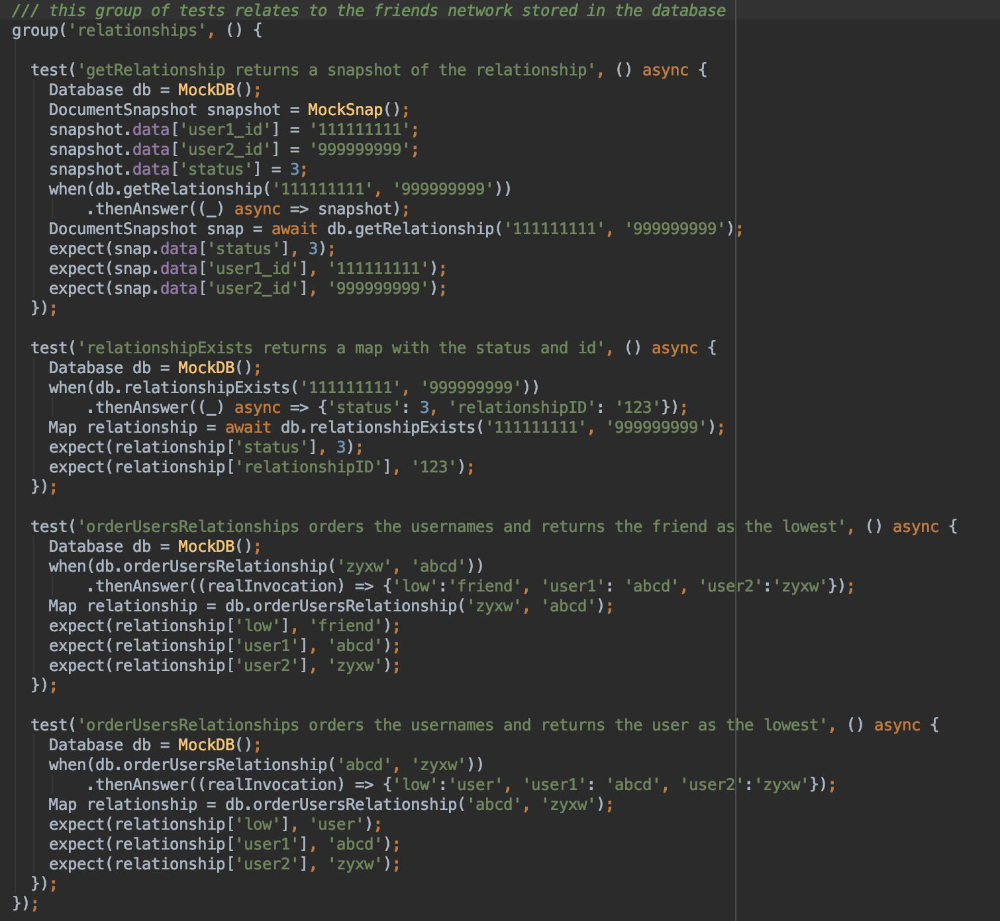 /// this group of tests relates to the friends network stored in the database
group('relationships', () {
test('getRelationship returns a snapshot of the relationship', () async {
Database db = MockDB();
DocumentSnapshot snapshot = MockSnap();
snapshot.data['user1_id'] = '111111111';
snapshot.data['user2_id'] = '999999999';
snapshot.data['status'] = 3;
when(db.getRelationship('111111111', '999999999'))
.thenAnswer((_) async => snapshot);
DocumentSnapshot snap = await db.getRelationship('111111111', '999999999');
expect(snap.data['status'], 3);
expect(snap.data['user1_id'], '111111111');
expect(snap.data['user2_id'], '999999999');
});
test('relationshipExists returns a map with the status and id', () async {
Database db = MockDB();
when(db.relationshipExists('111111111', '999999999'))
.thenAnswer((_) async => {'status': 3, 'relationshipID': '123'});
Map relationship = await db.relationshipExists('111111111', '999999999');
expect(relationship['status'], 3);
expect(relationship['relationshipID'], '123');
});
test('orderUsersRelationships orders the usernames and returns the friend as the lowest', () async {
Database db = MockDB();
when(db.orderUsersRelationship('zyxw', 'abcd'))
.thenAnswer((realInvocation) => {'low':'friend', 'user1': 'abcd', 'user2':'zyxw'});
Map relationship = db.orderUsersRelationship('zyxw', 'abcd');
expect(relationship['low'], 'friend');
expect(relationship['user1'], 'abcd');
expect(relationship['user2'], 'zyxw');
});
test('orderUsersRelationships orders the usernames and returns the user as the lowest', () async {
Database db = MockDB();
when(db.orderUsersRelationship('abcd', 'zyxw'))
.thenAnswer((realInvocation) => {'low':'user', 'user1': 'abcd', 'user2':'zyxw'});
Map relationship = db.orderUsersRelationship('abcd', 'zyxw');
expect(relationship['low'], 'user');
expect(relationship['user1'], 'abcd');
expect(relationship['user2'], 'zyxw');
});
});